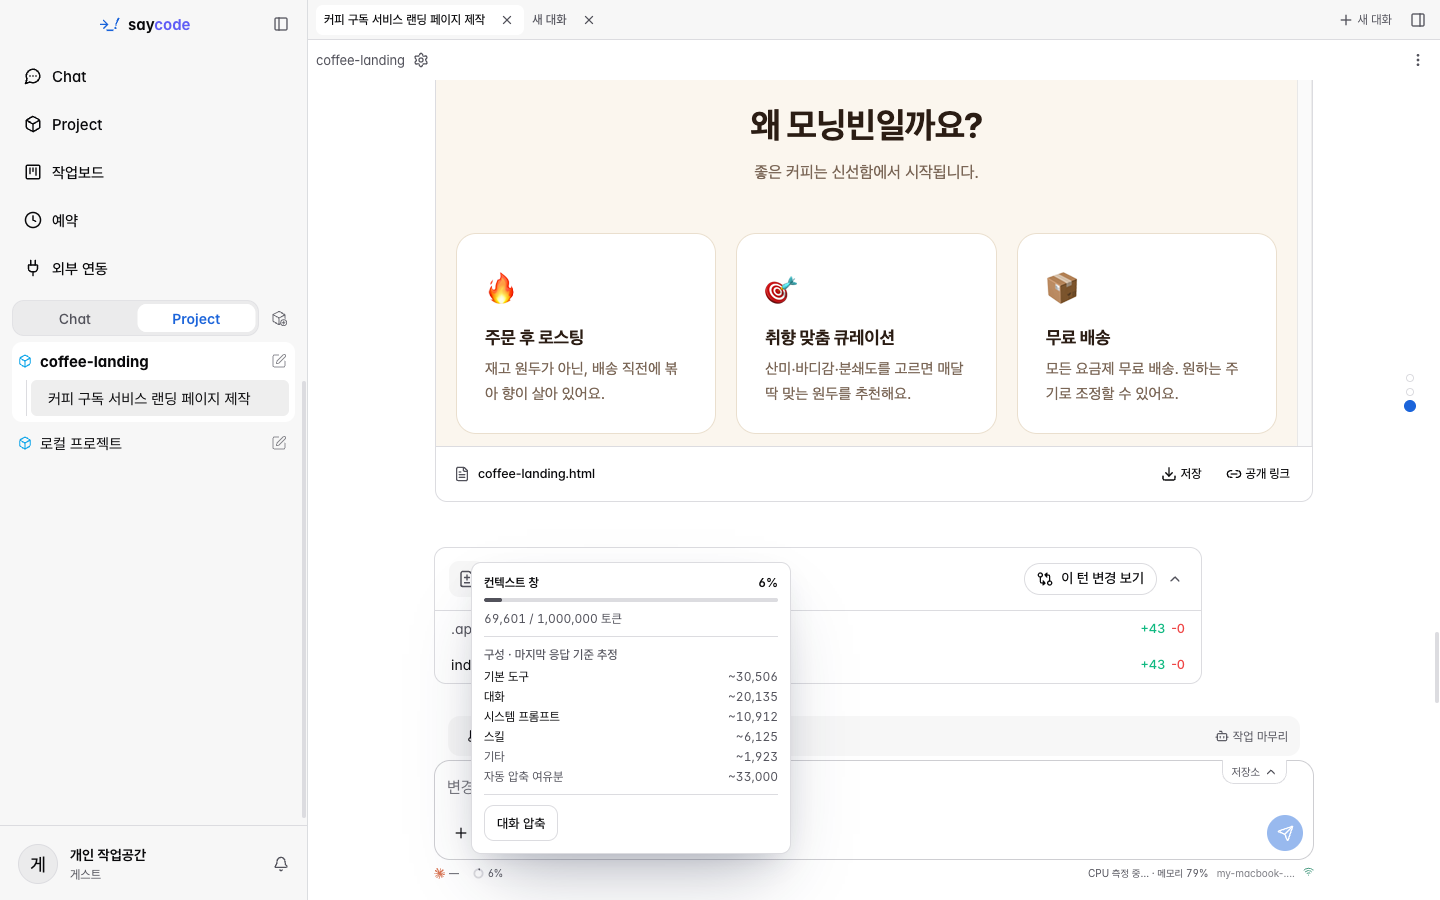 saycode
Chat
Project
작업보드
예약
외부 연동
Chat
Project
coffee-landing
커피 구독 서비스 랜딩 페이지 제작
로컬 프로젝트
개인 작업공간
게
게스트
커피 구독 서비스 랜딩 페이지 제작
새 대화
새 대화
coffee-landing
왜 모닝빈일까요?
좋은 커피는 신선함에서 시작됩니다.
주문 후 로스팅
재고 원두가 아닌, 배송 직전에 볶
아 향이 살아 있어요.
취향 맞춤 큐레이션
산미·바디감·분쇄도를 고르면 매달
딱 맞는 원두를 추천해요.
무료 배송
모든 요금제 무료 배송. 원하는 주
기로 조정할 수 있어요.
coffee-landing.html
저장
공개 링크
이 턴 변경 보기
.ap
+43 -0
ind
+43 -0
컨텍스트 창
6%
69,601 / 1,000,000 토큰
구성 · 마지막 응답 기준 추정
기본 도구
~30,506
대화
~20,135
시스템 프롬프트
~10,912
스킬
~6,125
기타
~1,923
자동 압축 여유분
~33,000
대화 압축
작업 마무리
저장소
변경
— 6%
CPU 측정 중... · 메모리 79%
my-macbook-....